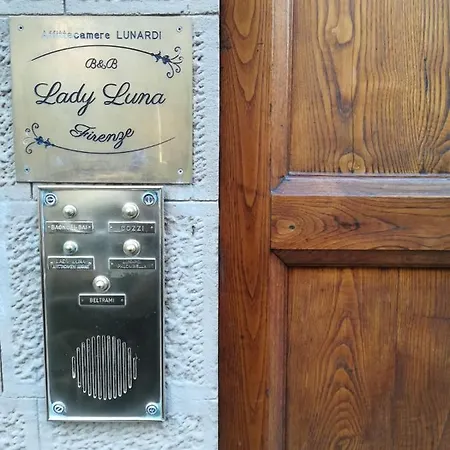 Affittacamere LUNARDI
B&B
Lady Luna
Firenze
COZZI
BELTRAMI